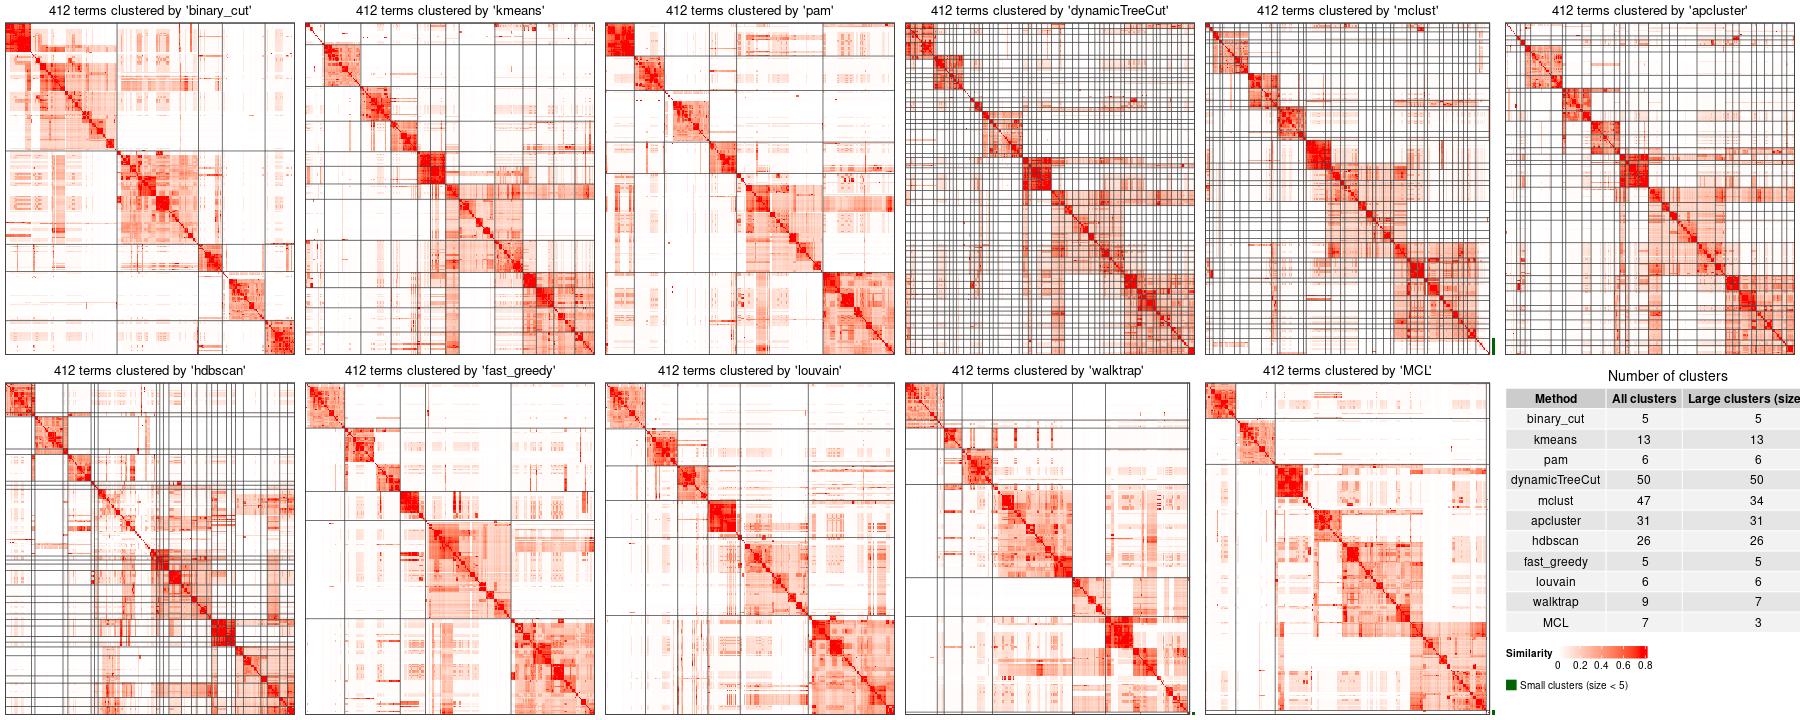 412 terms clustered by 'binary_cut'
412 terms clustered by 'kmeans'
412 terms clustered by 'pam'
412 terms clustered by 'dynamicTreeCut'
412 terms clustered by 'mclust'
412 terms clustered by 'apcluster'
412 terms clustered by 'hdbscan'
412 terms clustered by 'fast_greedy'
412 terms clustered by 'louvain'
412 terms clustered by 'walktrap'
412 terms clustered by 'MCL'
Number of clusters
Method All clusters Large clusters (size
binary_cut 5 5
kmeans 13 13
pam 6 6
dynamicTreeCut 50 50
mclust 47 34
apcluster 31 31
hdbscan 26 26
fast_greedy 5 5
louvain 6 6
walktrap 9 7
MCL 7 3
Similarity
0 0.2 0.4 0.6 0.8
Small clusters (size < 5)